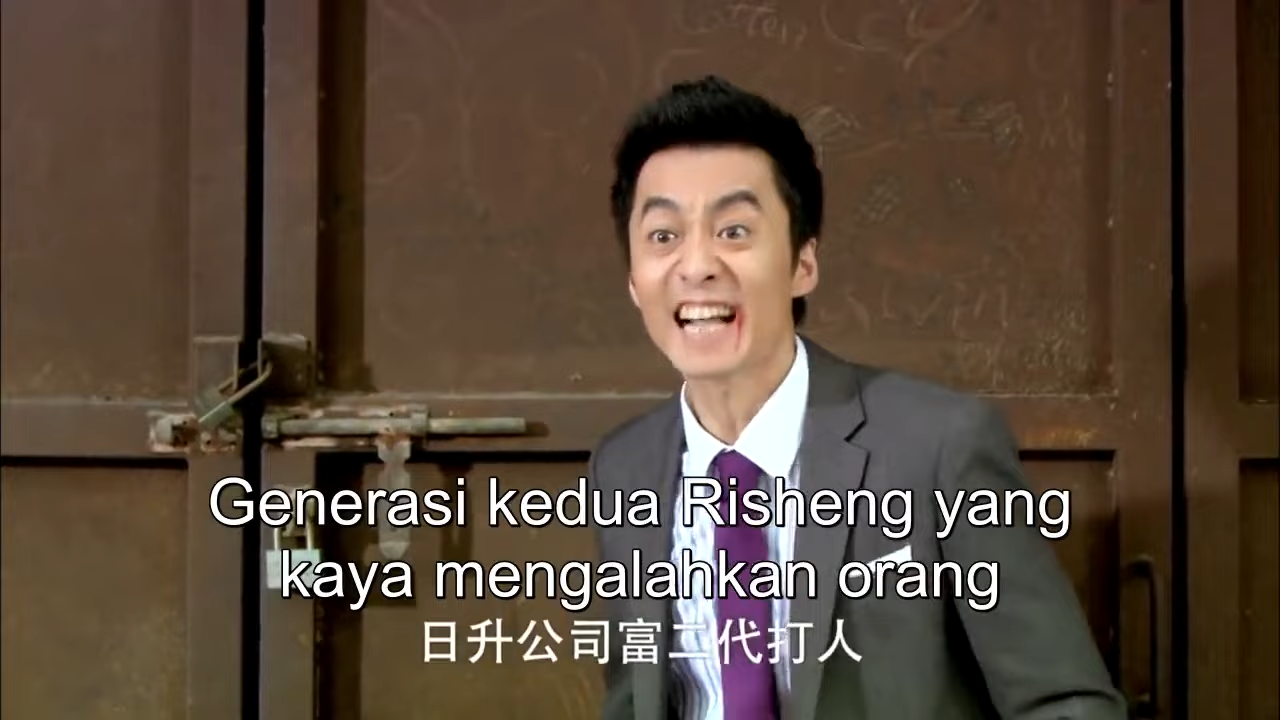 Generasi kedua Risheng yang
kaya mengalahkan orang
日升公司富二代打人